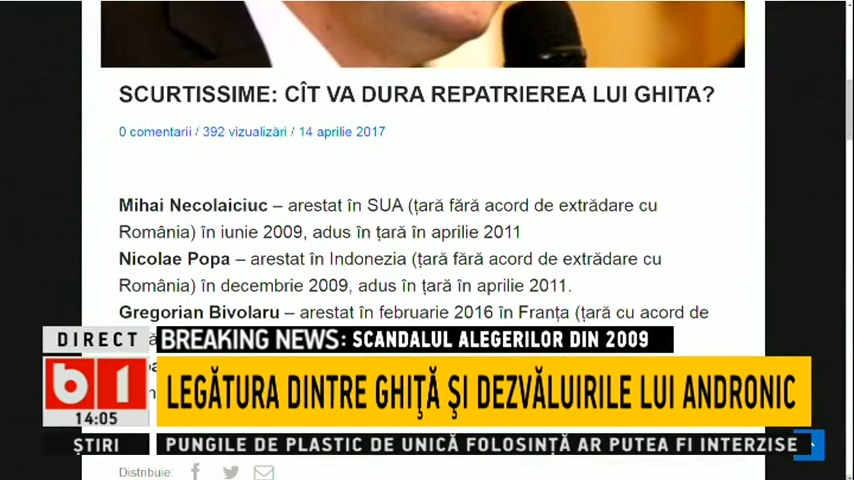 SCURTISSIME: CÎT VA DURA REPATRIEREA LUI GHITA?
0 comentarii / 392 vizualizări / 14 aprilie 2017
Mihai Necolaiciuc – arestat în SUA (țară fără acord de extrădare cu
România) în iunie 2009, adus în țară în aprilie 2011
Nicolae Popa – arestat în Indonezia (țară fără acord de extrădare cu
România) în decembrie 2009, adus în țară în aprilie 2011.
Gregorian Bivolaru – arestat în februarie 2016 în Franța (țară cu acord de
DIRECT
BREAKING NEWS: SCANDALUL ALEGERILOR DIN 2009
b1
LEGĂTURA DINTRE GHIŢĂ ŞI DEZVĂLUIRILE LUI ANDRONIC
14:05
ȘTIRI
PUNGILE DE PLASTIC DE UNICĂ FOLOSINȚĂ AR PUTEA FI INTERZISE
Distribuie: